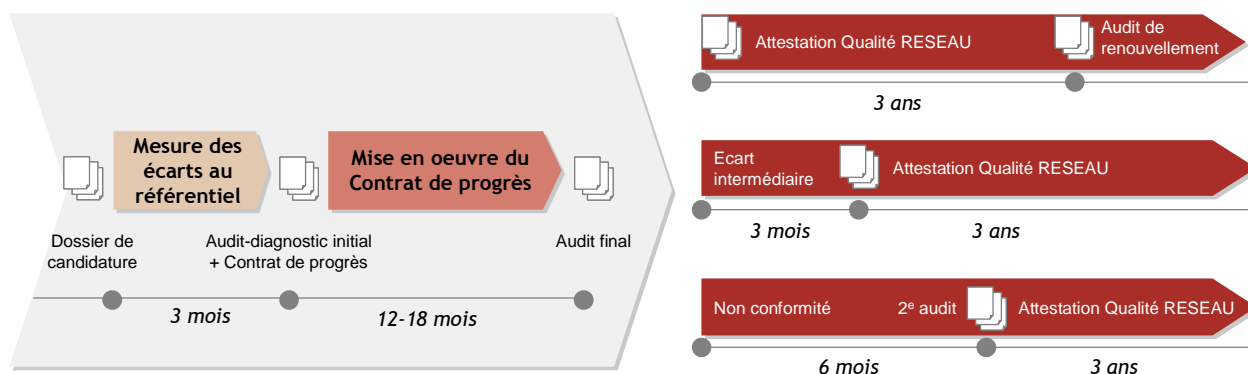 Mesure des
écarts au
référentiel
Mise en oeuvre du
Contrat de progrès
Dossier de
candidature
Audit-diagnostic initial
+ Contrat de progrès
Audit final
3 mois
12-18 mois
Attestation Qualité RESEAU
Audit de
renouvellement
3 ans
Ecart
intermédiaire
Attestation Qualité RESEAU
3 mois
3 ans
Non conformité
2e audit
Attestation Qualité RESEAU
6 mois
3 ans